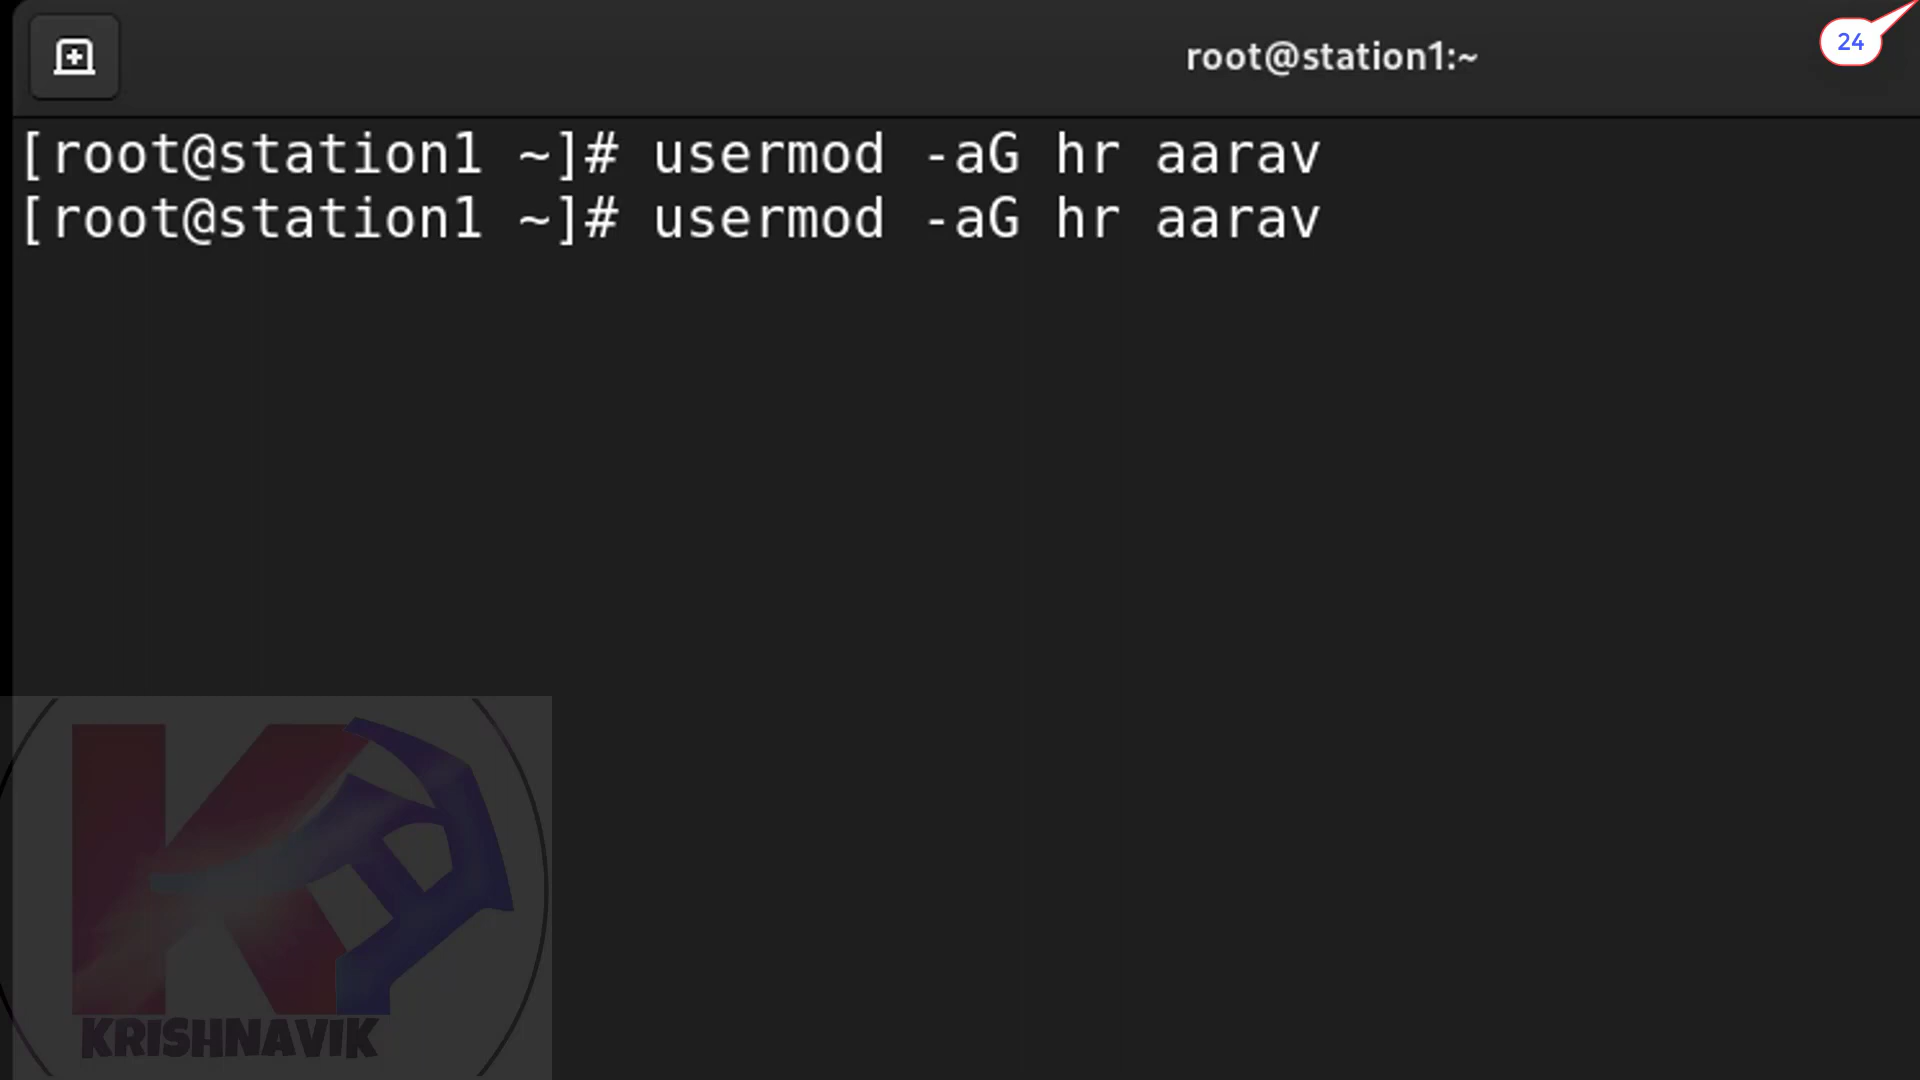 root@station1:~
24
[root@station1 ~]# usermod -aG hr aarav
[root@station1 ~]# usermod -aG hr aarav
KRISHNAVIK